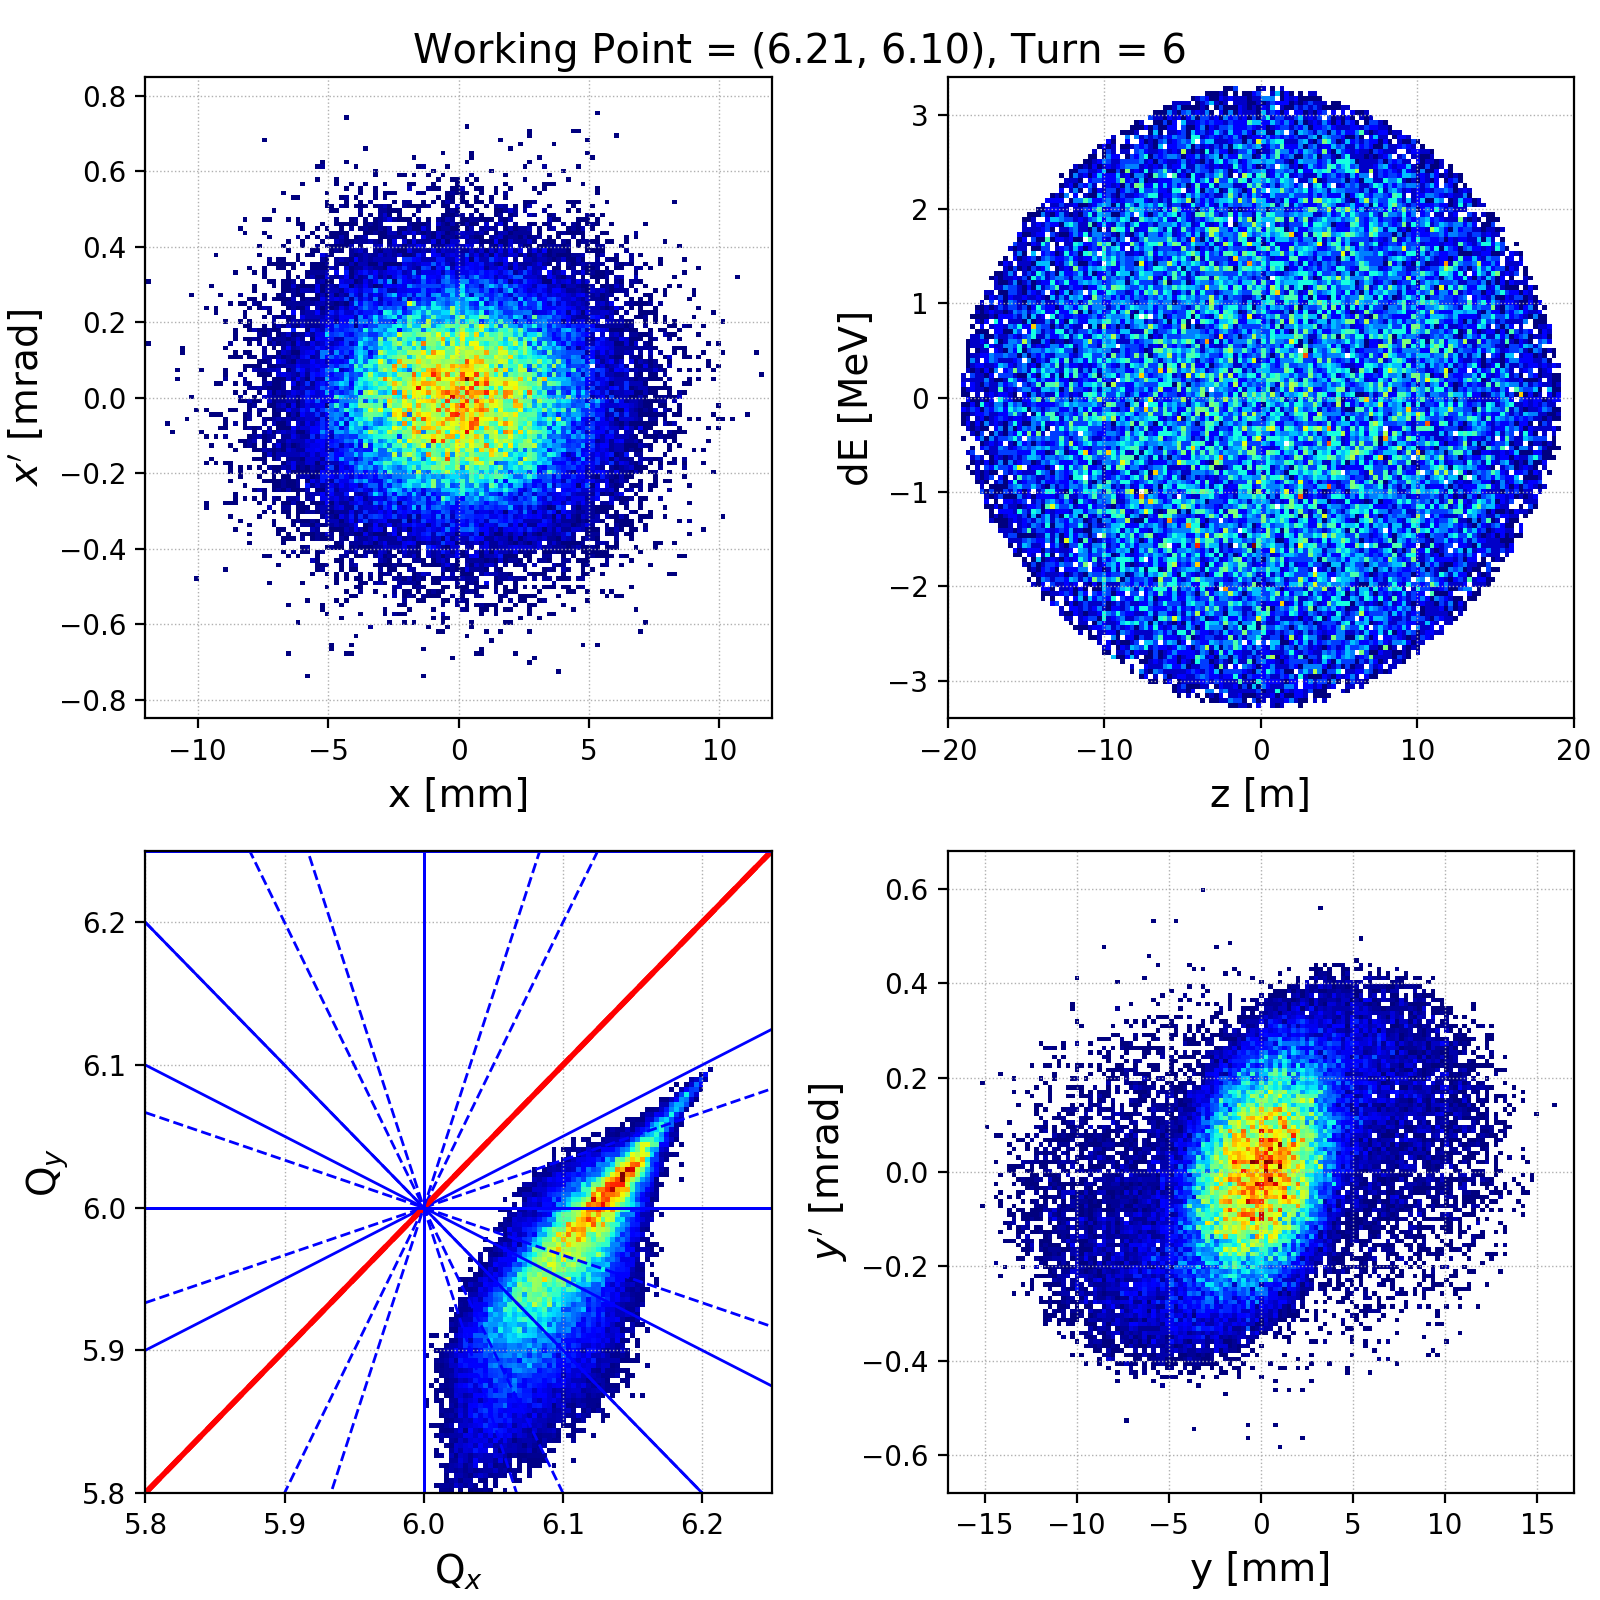 Working Point = (6.21, 6.10), Turn = 6
0.8
0.6
0.4
0.2
0.0
−0.2
−0.4
−0.6
−0.8
x′ [mrad]
−10 −5 0 5 10
x [mm]
3
2
1
0
−1
−2
−3
dE [MeV]
−20 −10 0 10 20
z [m]
6.2
6.1
6.0
5.9
5.8
Qy
5.8 5.9 6.0 6.1 6.2
Qx
0.6
0.4
0.2
0.0
−0.2
−0.4
−0.6
y′ [mrad]
−15 −10 −5 0 5 10 15
y [mm]